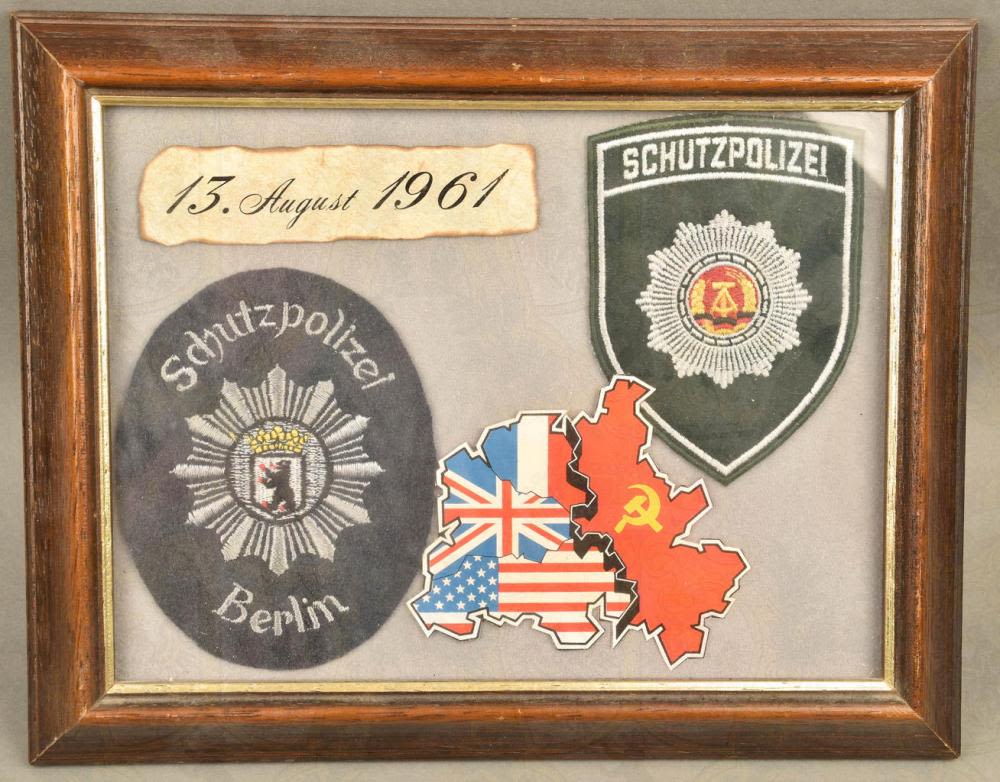 13. August 1961
SCHUTZPOLIZEI
Schutzpolizei
Berlin